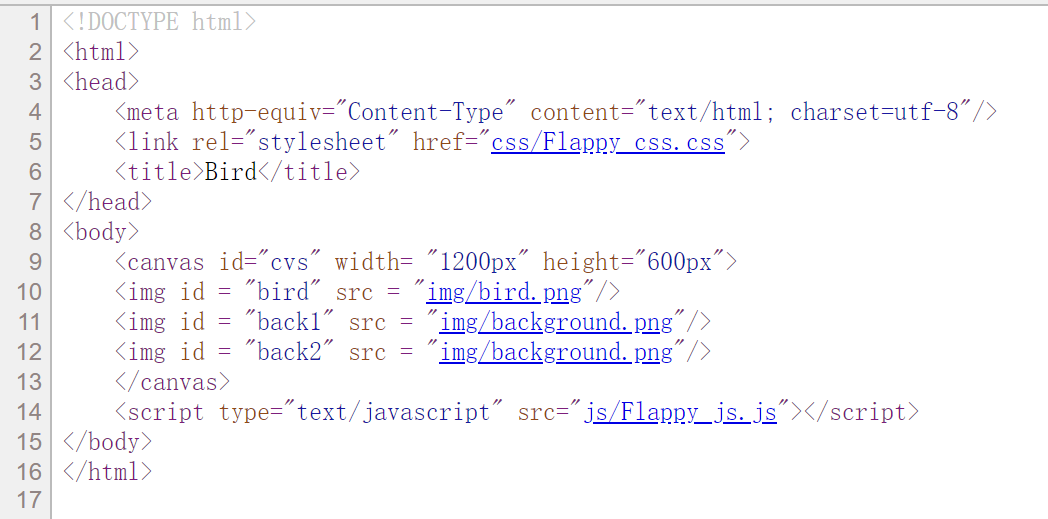 1 <!DOCTYPE html>
2 <html>
3 <head>
4 <meta http-equiv="Content-Type" content="text/html; charset=utf-8"/>
5 <link rel="stylesheet" href="css/Flappy_css.css">
6 <title>Bird</title>
7 </head>
8 <body>
9 <canvas id="cvs" width= "1200px" height="600px">
10 <img id = "bird" src = "img/bird.png"/>
11 <img id = "back1" src = "img/background.png"/>
12 <img id = "back2" src = "img/background.png"/>
13 </canvas>
14 <script type="text/javascript" src="js/Flappy_js.js"></script>
15 </body>
16 </html>
17